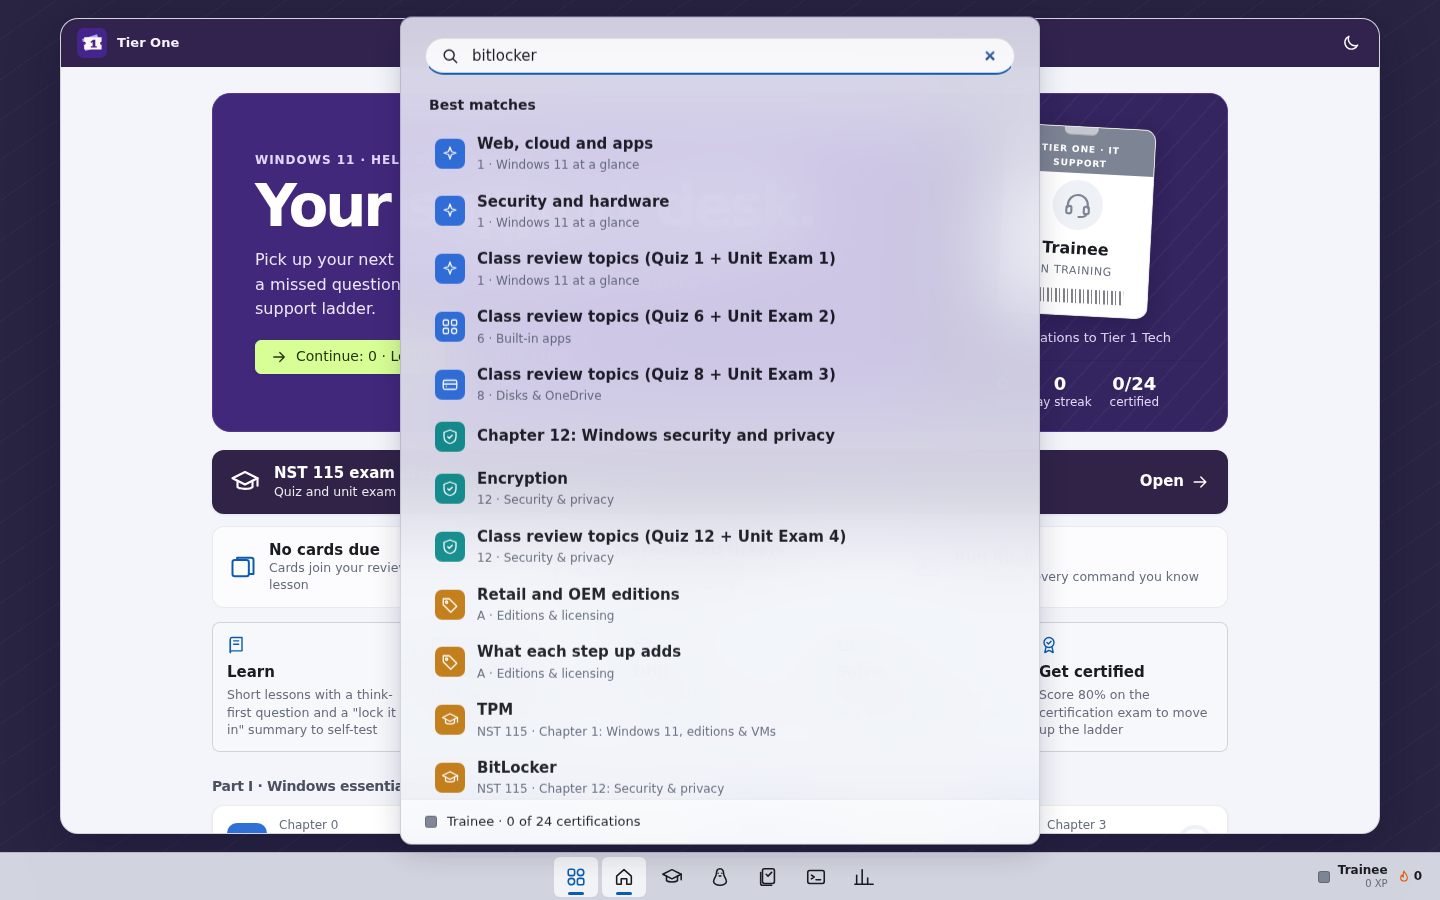 Tier One
bitlocker
Best matches
Web, cloud and apps
1 · Windows 11 at a glance
Security and hardware
1 · Windows 11 at a glance
Class review topics (Quiz 1 + Unit Exam 1)
1 · Windows 11 at a glance
Class review topics (Quiz 6 + Unit Exam 2)
6 · Built-in apps
Class review topics (Quiz 8 + Unit Exam 3)
8 · Disks & OneDrive
Chapter 12: Windows security and privacy
Encryption
12 · Security & privacy
Class review topics (Quiz 12 + Unit Exam 4)
12 · Security & privacy
Retail and OEM editions
A · Editions & licensing
What each step up adds
A · Editions & licensing
TPM
NST 115 · Chapter 1: Windows 11, editions & VMs
BitLocker
NST 115 · Chapter 12: Security & privacy
Trainee · 0 of 24 certifications
WINDOWS 11 · HEL
Your desk.
Pick up your next
a missed question
support ladder.
Continue: 0 · L
TIER ONE · IT
SUPPORT
Trainee
N TRAINING
ations to Tier 1 Tech
0
ay streak
0/24
certified
NST 115 exam
Quiz and unit exam
Open
No cards due
Cards join your review
lesson
very command you know
Learn
Short lessons with a think-
first question and a "lock it
in" summary to self-test
Get certified
Score 80% on the
certification exam to move
up the ladder
Part I · Windows essentia
Chapter 0
Chapter 3
Trainee
0 XP
0